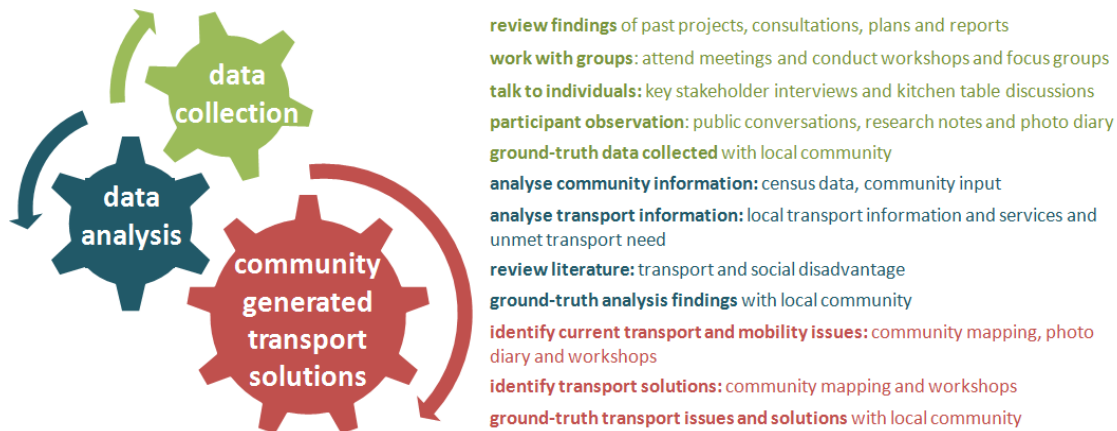 data
collection
data
analysis
community
generated
transport
solutions
review findings of past projects, consultations, plans and reports
work with groups: attend meetings and conduct workshops and focus groups
talk to individuals: key stakeholder interviews and kitchen table discussions
participant observation: public conversations, research notes and photo diary
ground-truth data collected with local community
analyse community information: census data, community input
analyse transport information: local transport information and services and
unmet transport need
review literature: transport and social disadvantage
ground-truth analysis findings with local community
identify current transport and mobility issues: community mapping, photo
diary and workshops
identify transport solutions: community mapping and workshops
ground-truth transport issues and solutions with local community